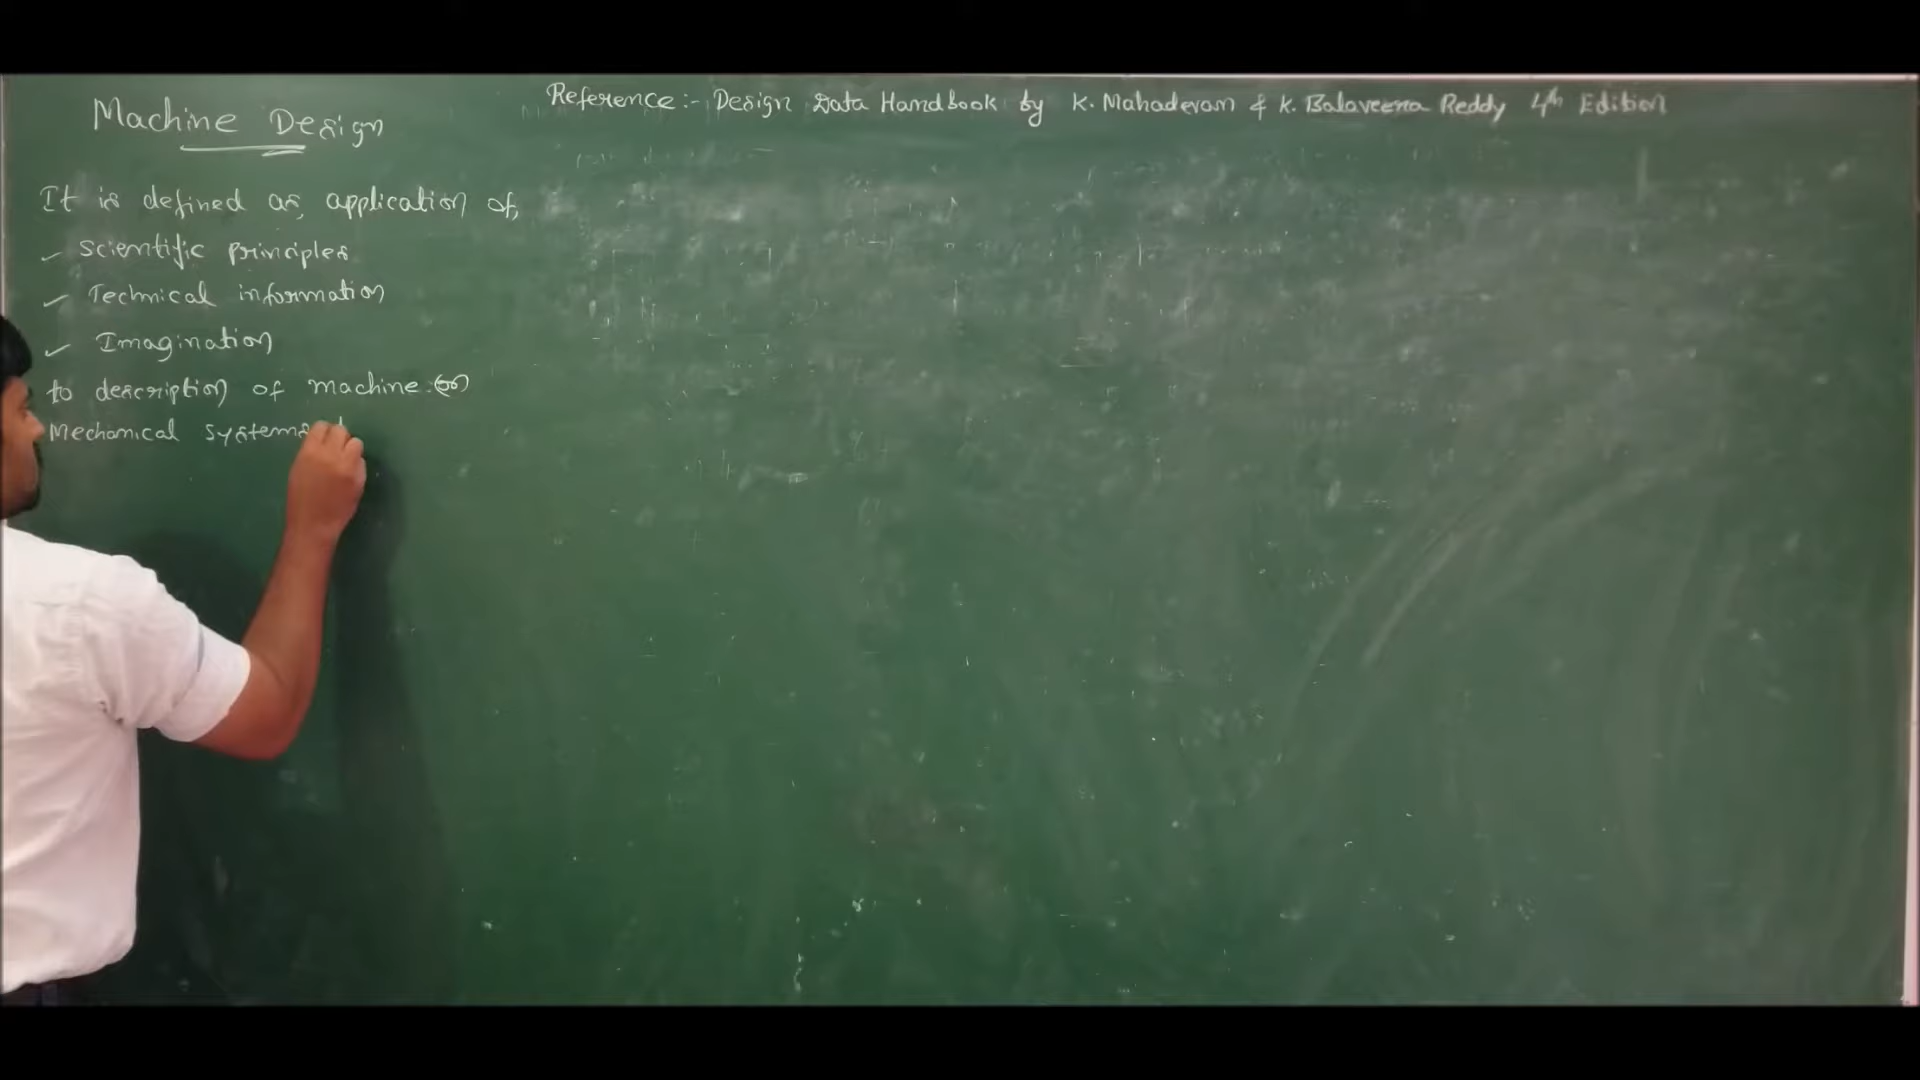 Machine Design
Reference:- Design Data Handbook by K. Mahadevan & K. Balaveera Reddy 4th Edition
It is defined as, application of,
✓ Scientific principles
✓ Technical information
✓ Imagination
to description of machine (or)
Mechanical systems